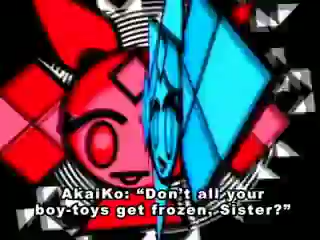 AkaiKo: “Don’t all your
boy-toys get frozen, Sister?”